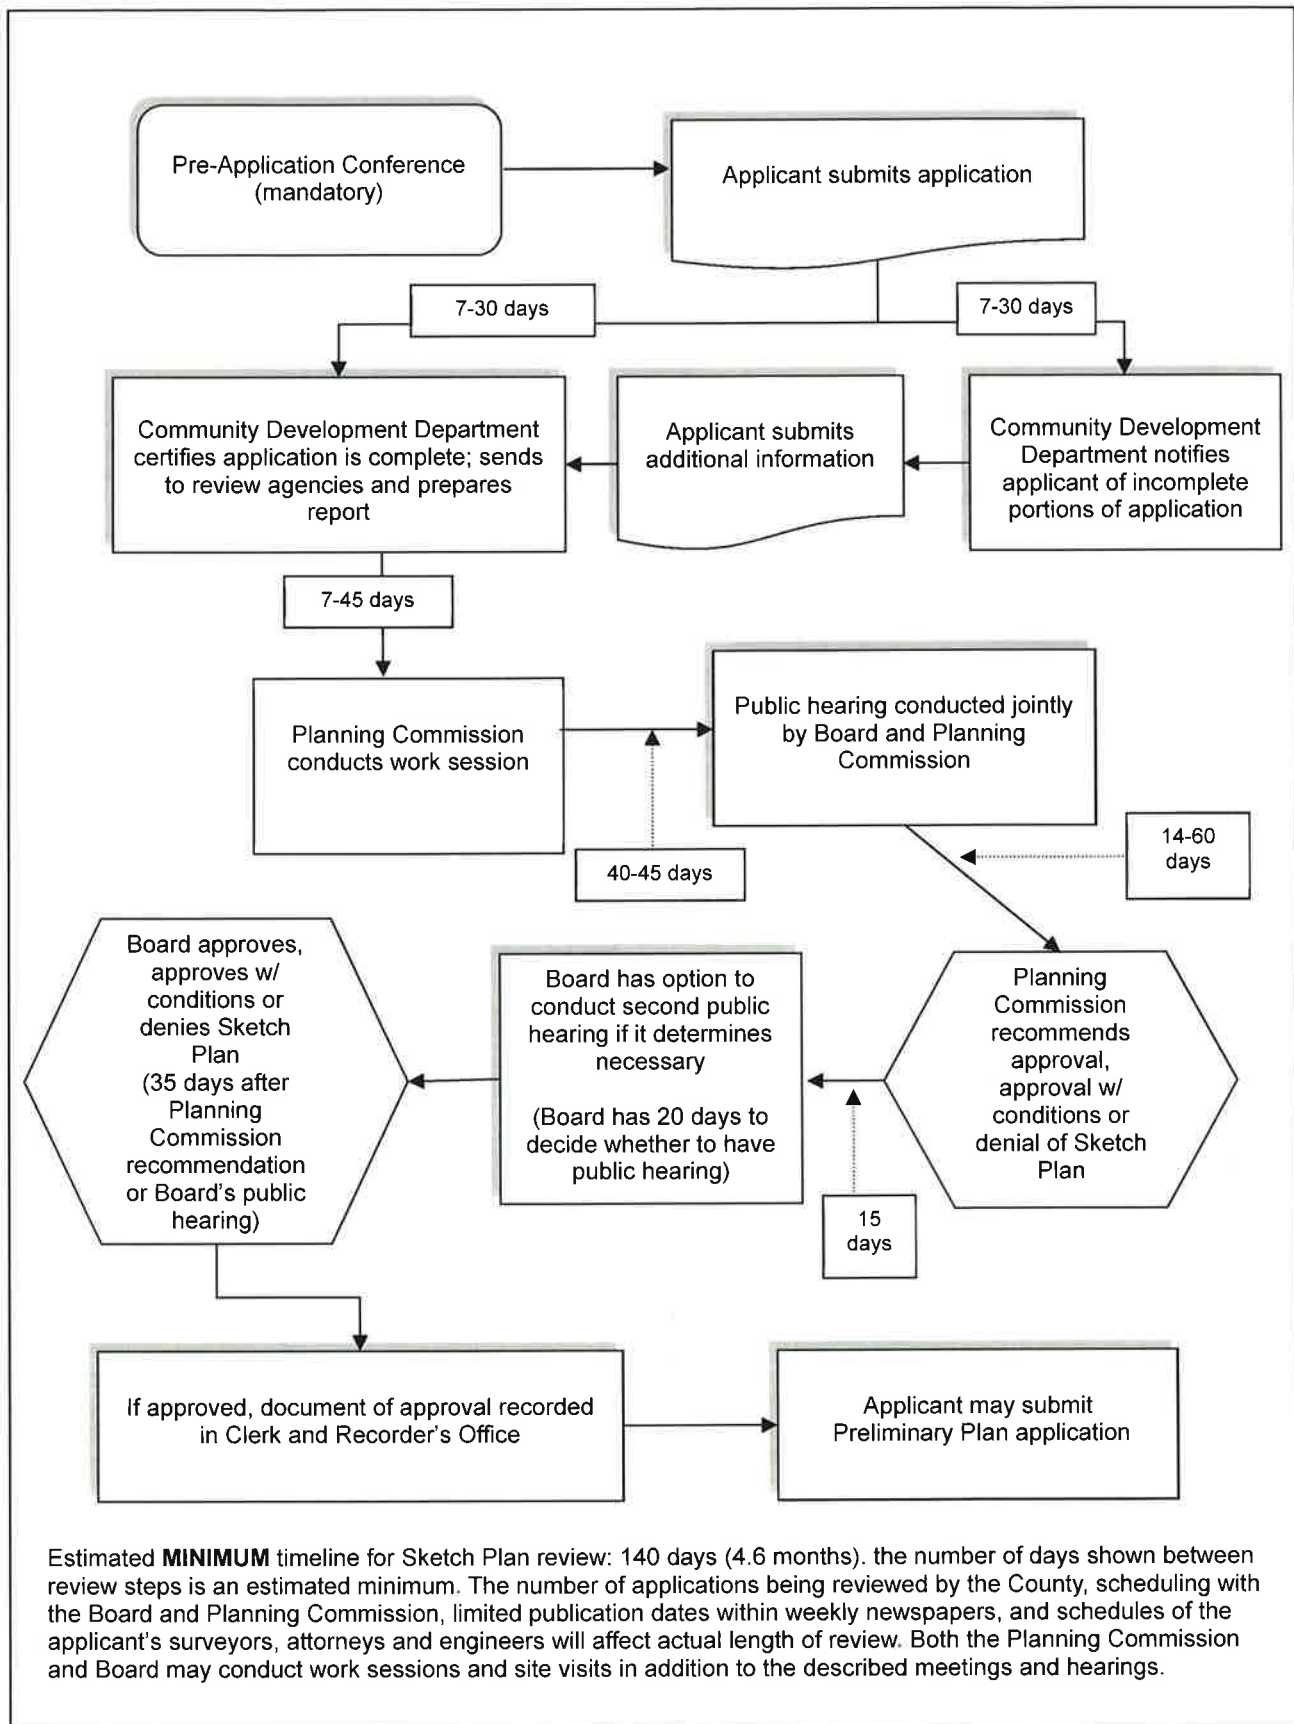 Pre-Application Conference
(mandatory)
Applicant submits application
7-30 days
7-30 days
Community Development Department
certifies application is complete; sends
to review agencies and prepares
report
Applicant submits
additional information
Community Development
Department notifies
applicant of incomplete
portions of application
7-45 days
Planning Commission
conducts work session
Public hearing conducted jointly
by Board and Planning
Commission
40-45 days
14-60
days
Board approves,
approves w/
conditions or
denies Sketch
Plan
(35 days after
Planning
Commission
recommendation
or Board's public
hearing)
Board has option to
conduct second public
hearing if it determines
necessary
(Board has 20 days to
decide whether to have
public hearing)
Planning
Commission
recommends
approval,
approval w/
conditions or
denial of Sketch
Plan
15
days
If approved, document of approval recorded
in Clerk and Recorder's Office
Applicant may submit
Preliminary Plan application
Estimated MINIMUM timeline for Sketch Plan review: 140 days (4.6 months). the number of days shown between
review steps is an estimated minimum. The number of applications being reviewed by the County, scheduling with
the Board and Planning Commission, limited publication dates within weekly newspapers, and schedules of the
applicant's surveyors, attorneys and engineers will affect actual length of review. Both the Planning Commission
and Board may conduct work sessions and site visits in addition to the described meetings and hearings.